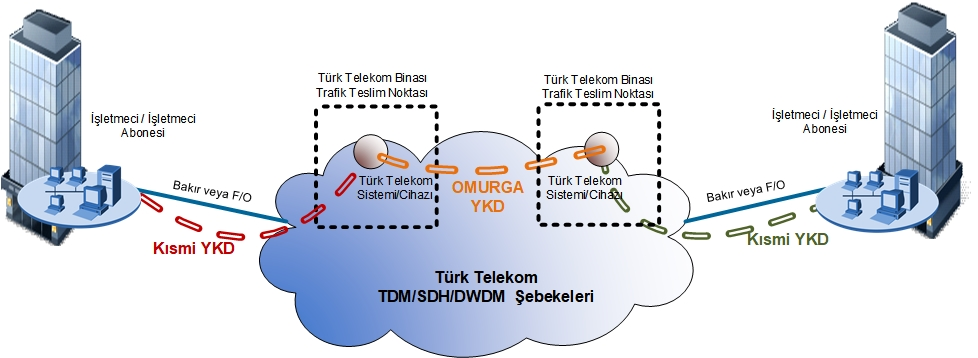 Türk Telekom Binası
Trafik Teslim Noktası
Türk Telekom Binası
Trafik Teslim Noktası
İşletmeci / İşletmeci
Abonesi
İşletmeci / İşletmeci
Abonesi
Türk Telekom
Sistemi/Cihazı
OMURGA
YKD
Türk Telekom
Sistemi/Cihazı
Bakır veya F/O
Bakır veya F/O
Kısmi YKD
Kısmi YKD
Türk Telekom
TDM/SDH/DWDM Şebekeleri